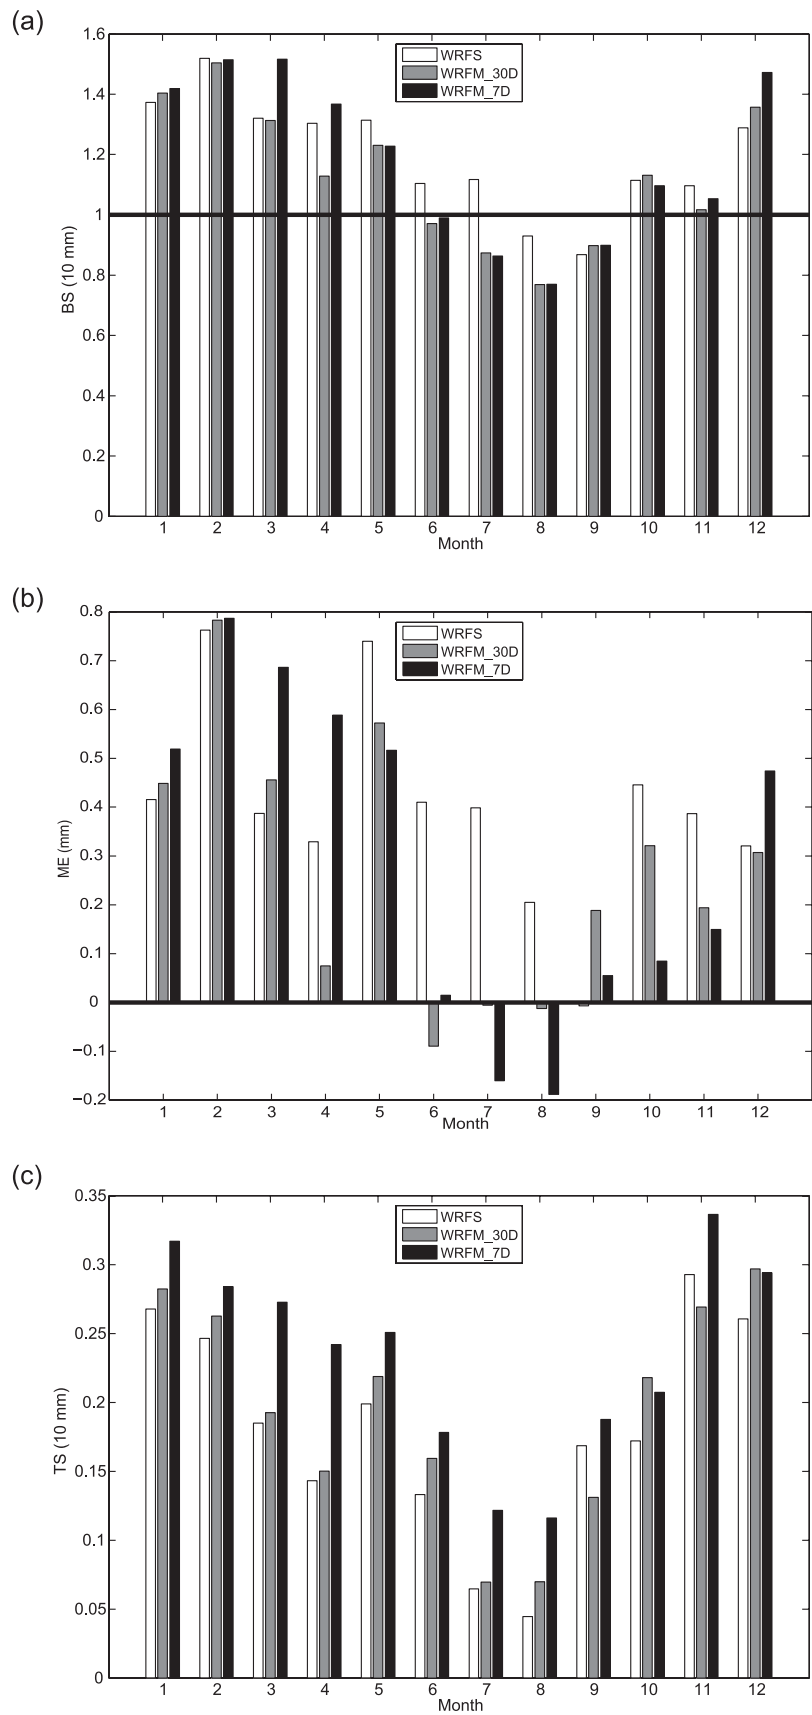 (a)
1.6
1.4
1.2
1
0.8
0.6
0.4
0.2
0
BS (10 mm)
WRFS
WRFM_30D
WRFM_7D
1 2 3 4 5 6 7 8 9 10 11 12
Month
(b)
0.8
0.7
0.6
0.5
0.4
0.3
0.2
0.1
0
−0.1
−0.2
ME (mm)
WRFS
WRFM_30D
WRFM_7D
1 2 3 4 5 6 7 8 9 10 11 12
Month
(c)
0.35
0.3
0.25
0.2
0.15
0.1
0.05
0
TS (10 mm)
WRFS
WRFM_30D
WRFM_7D
1 2 3 4 5 6 7 8 9 10 11 12
Month